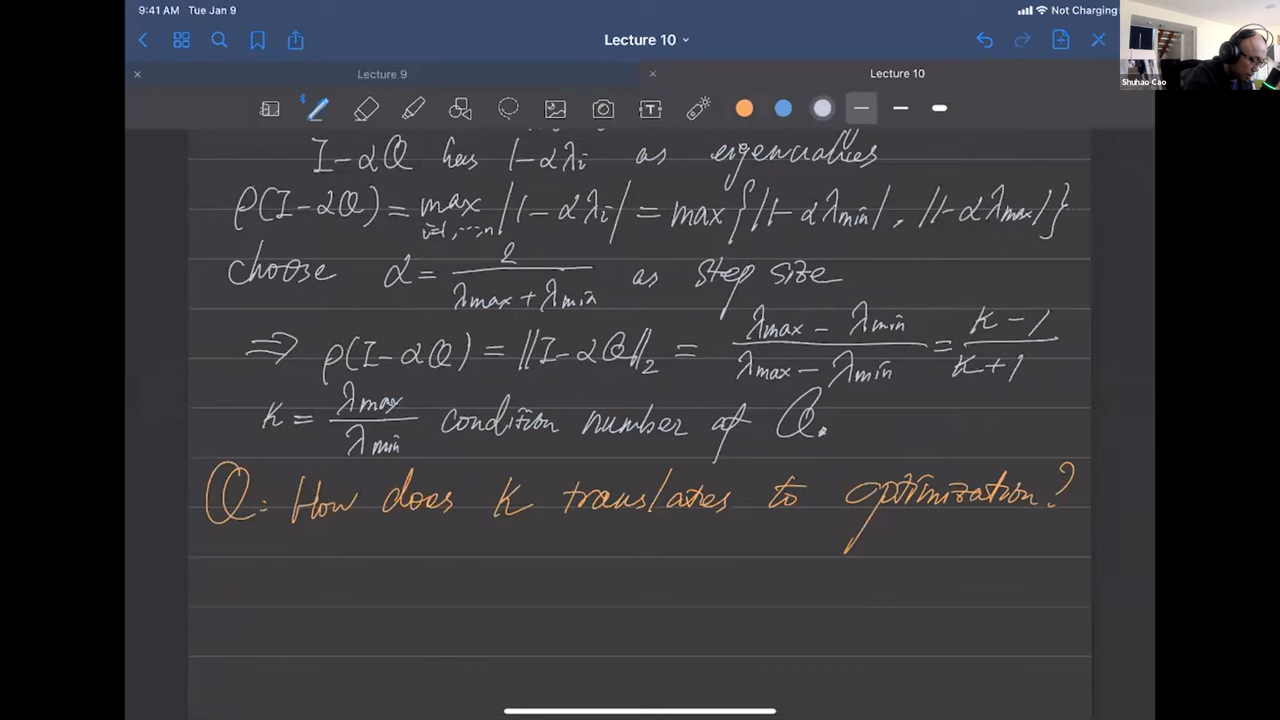 9:41 AM Tue Jan 9
Not Charging
Lecture 10
Shuhao Cao
Lecture 9
Lecture 10
I-αQ has 1-αλi as eigenvalues
ρ(I-αQ) = max i=1,...,n |1-αλi| = max{|1-αλmin|, |1-αλmax|}
choose α = 2/(λmax + λmin) as step size
⇒ ρ(I-αQ) = ‖I-αQ‖₂ = (λmax - λmin)/(λmax - λmin) = (κ-1)/(κ+1)
κ = λmax/λmin condition number of Q.
Q: How does κ translates to optimization?